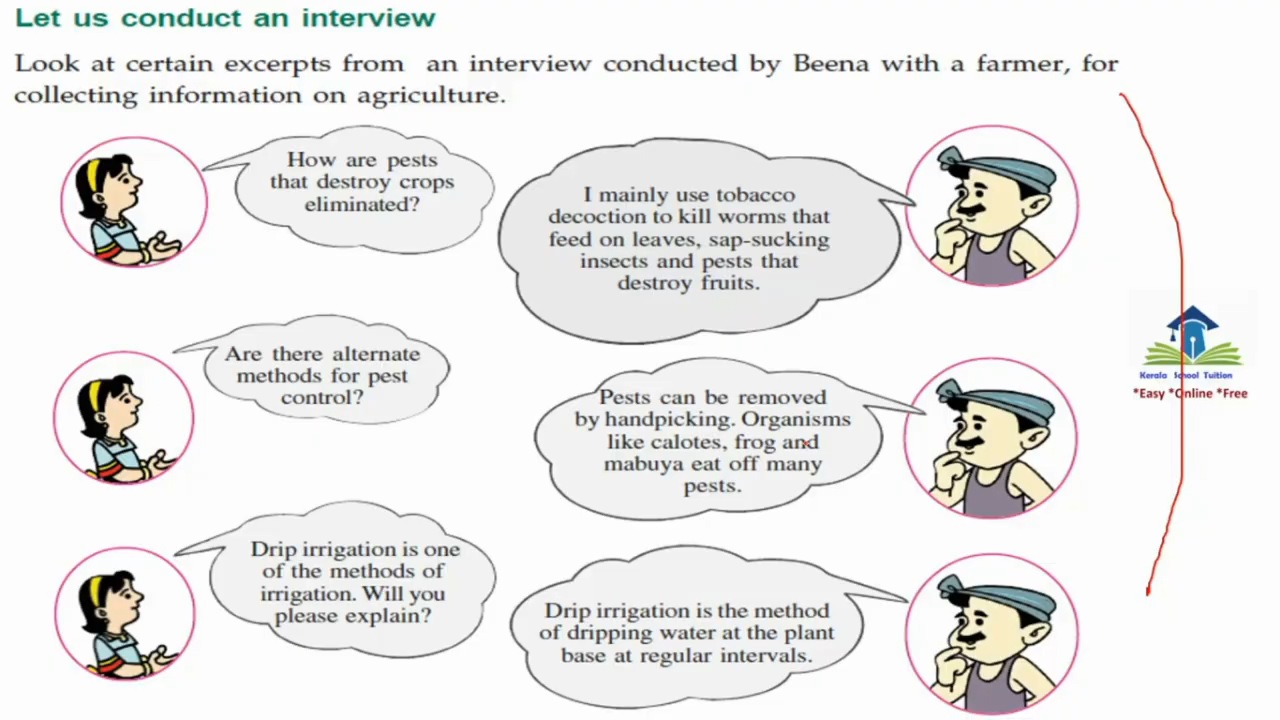 Let us conduct an interview
Look at certain excerpts from an interview conducted by Beena with a farmer, for
collecting information on agriculture.
How are pests
that destroy crops
eliminated?
I mainly use tobacco
decoction to kill worms that
feed on leaves, sap-sucking
insects and pests that
destroy fruits.
Are there alternate
methods for pest
control?
Pests can be removed
by handpicking. Organisms
like calotes, frog and
mabuya eat off many
pests.
Drip irrigation is one
of the methods of
irrigation. Will you
please explain?
Drip irrigation is the method
of dripping water at the plant
base at regular intervals.
Kerala School Tuition
*Easy *Online *Free